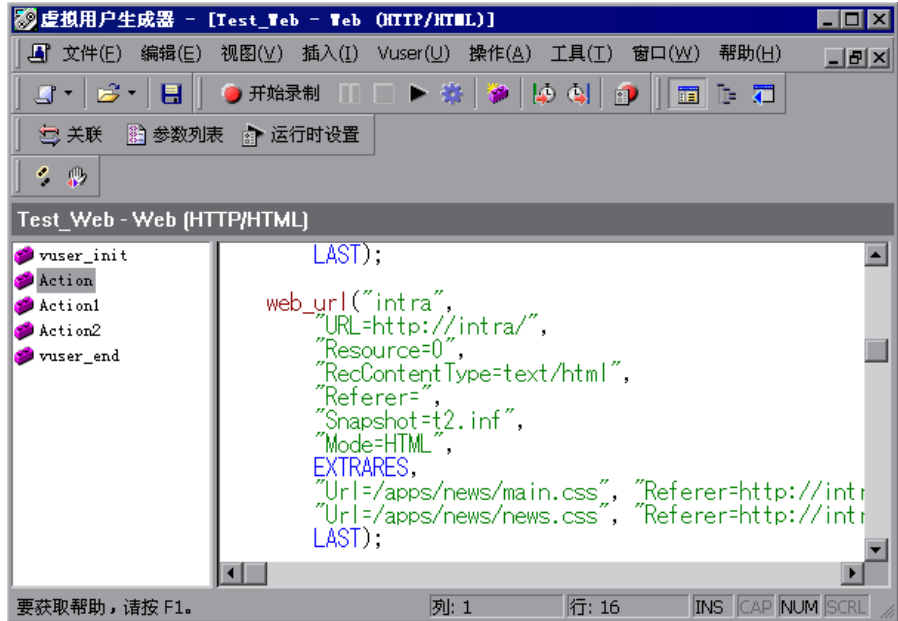 虚拟用户生成器 - [Test_Web - Web (HTTP/HTML)]
文件(F) 编辑(E) 视图(V) 插入(I) Vuser(U) 操作(A) 工具(T) 窗口(W) 帮助(H)
开始录制
关联 参数列表 运行时设置
Test_Web - Web (HTTP/HTML)
vuser_init
Action
Action1
Action2
vuser_end
LAST);
web_url("intra",
"URL=http://intra/",
"Resource=0",
"RecContentType=text/html",
"Referer=",
"Snapshot=t2.inf",
"Mode=HTML",
EXTRARES,
"Url=/apps/news/main.css", "Referer=http://intr
"Url=/apps/news/news.css", "Referer=http://intr
LAST);
要获取帮助，请按 F1。 列: 1 行: 16 INS CAP NUM SCRL